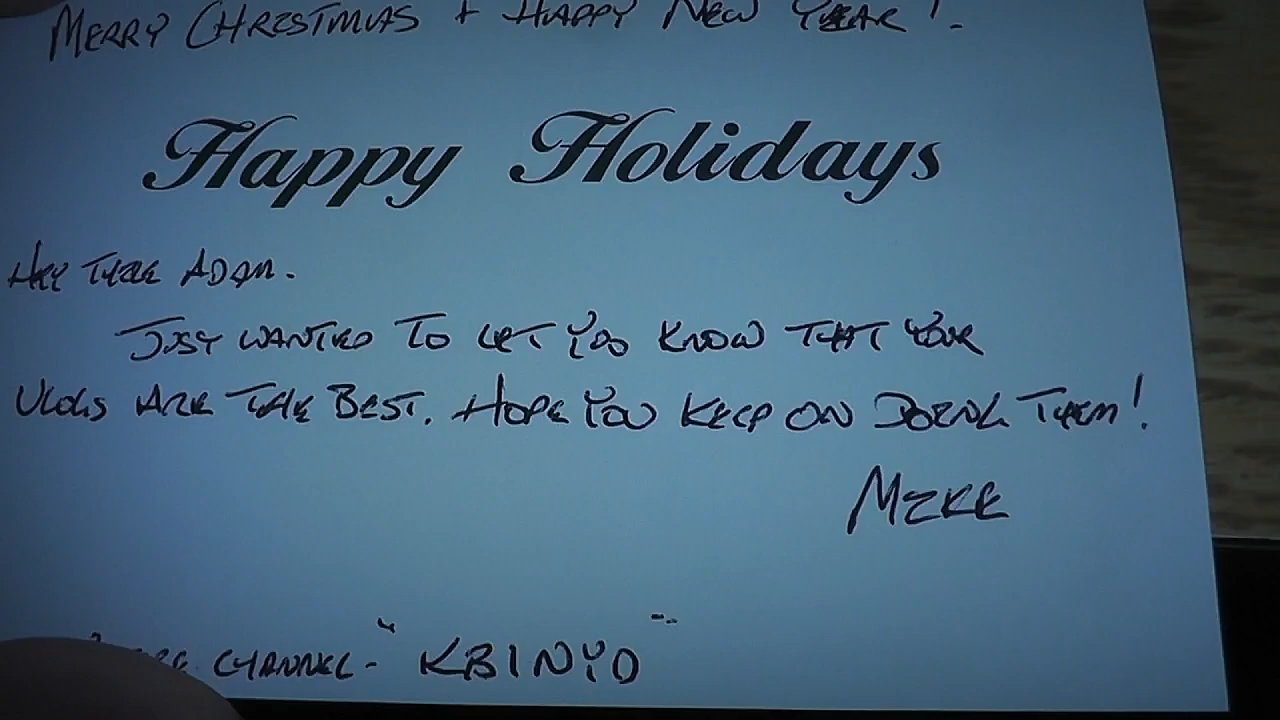 MERRY CHRISTMAS + HAPPY NEW YEAR!
Happy Holidays
HEY THERE ADAM.
JUST WANTED TO LET YOU KNOW THAT YOUR
VLOGS ARE THE BEST. HOPE YOU KEEP ON DOING THEM!
MIKE
CHANNEL - "KB1NYO"